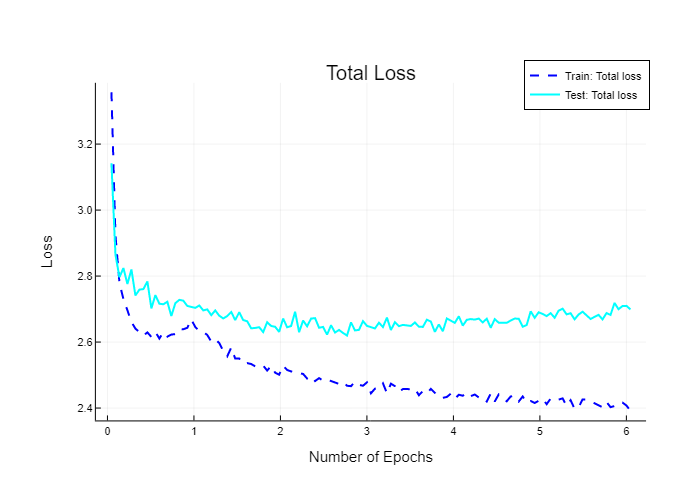 Total Loss
Train: Total loss
Test: Total loss
3.2
3.0
2.8
2.6
2.4
Loss
0 1 2 3 4 5 6
Number of Epochs